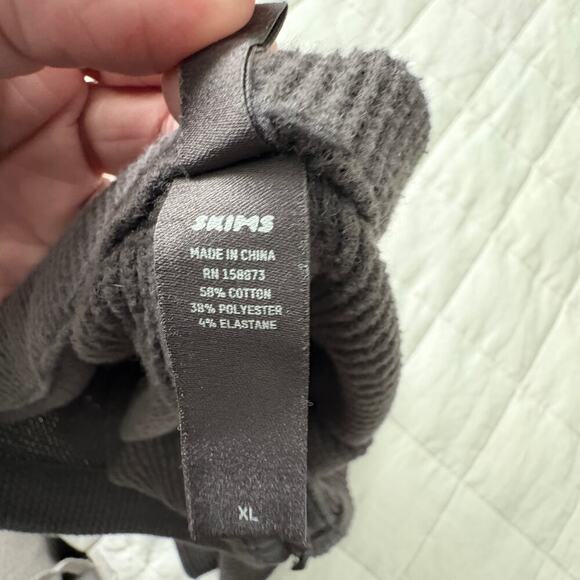 SKIMS
MADE IN CHINA
RN 158873
58% COTTON
38% POLYESTER
4% ELASTANE
XL